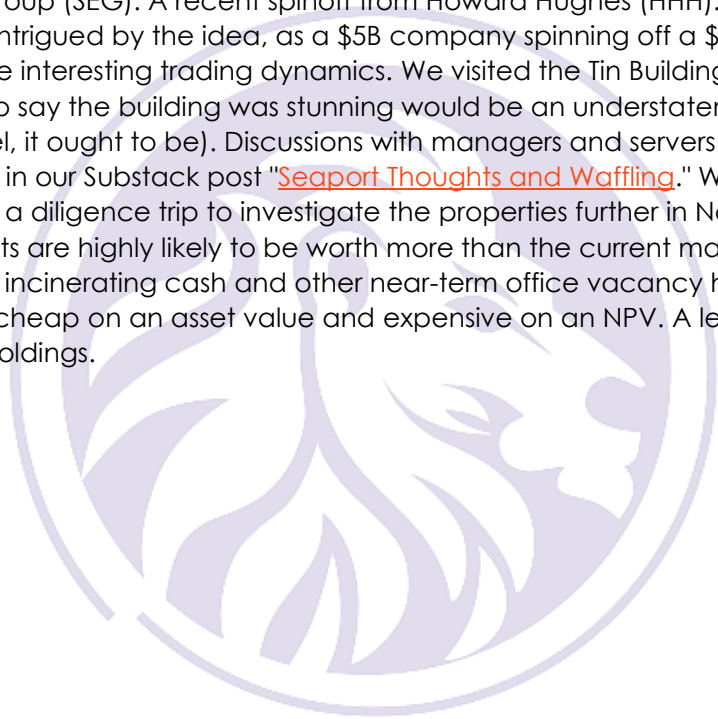 oup (SEG). A recent spinoff from Howard Hughes (HHH).
ntrigued by the idea, as a $5B company spinning off a $
e interesting trading dynamics. We visited the Tin Building
o say the building was stunning would be an understate
el, it ought to be). Discussions with managers and servers
in our Substack post "Seaport Thoughts and Waffling." W
a diligence trip to investigate the properties further in N
ts are highly likely to be worth more than the current ma
incinerating cash and other near-term office vacancy h
cheap on an asset value and expensive on an NPV. A le
oldings.